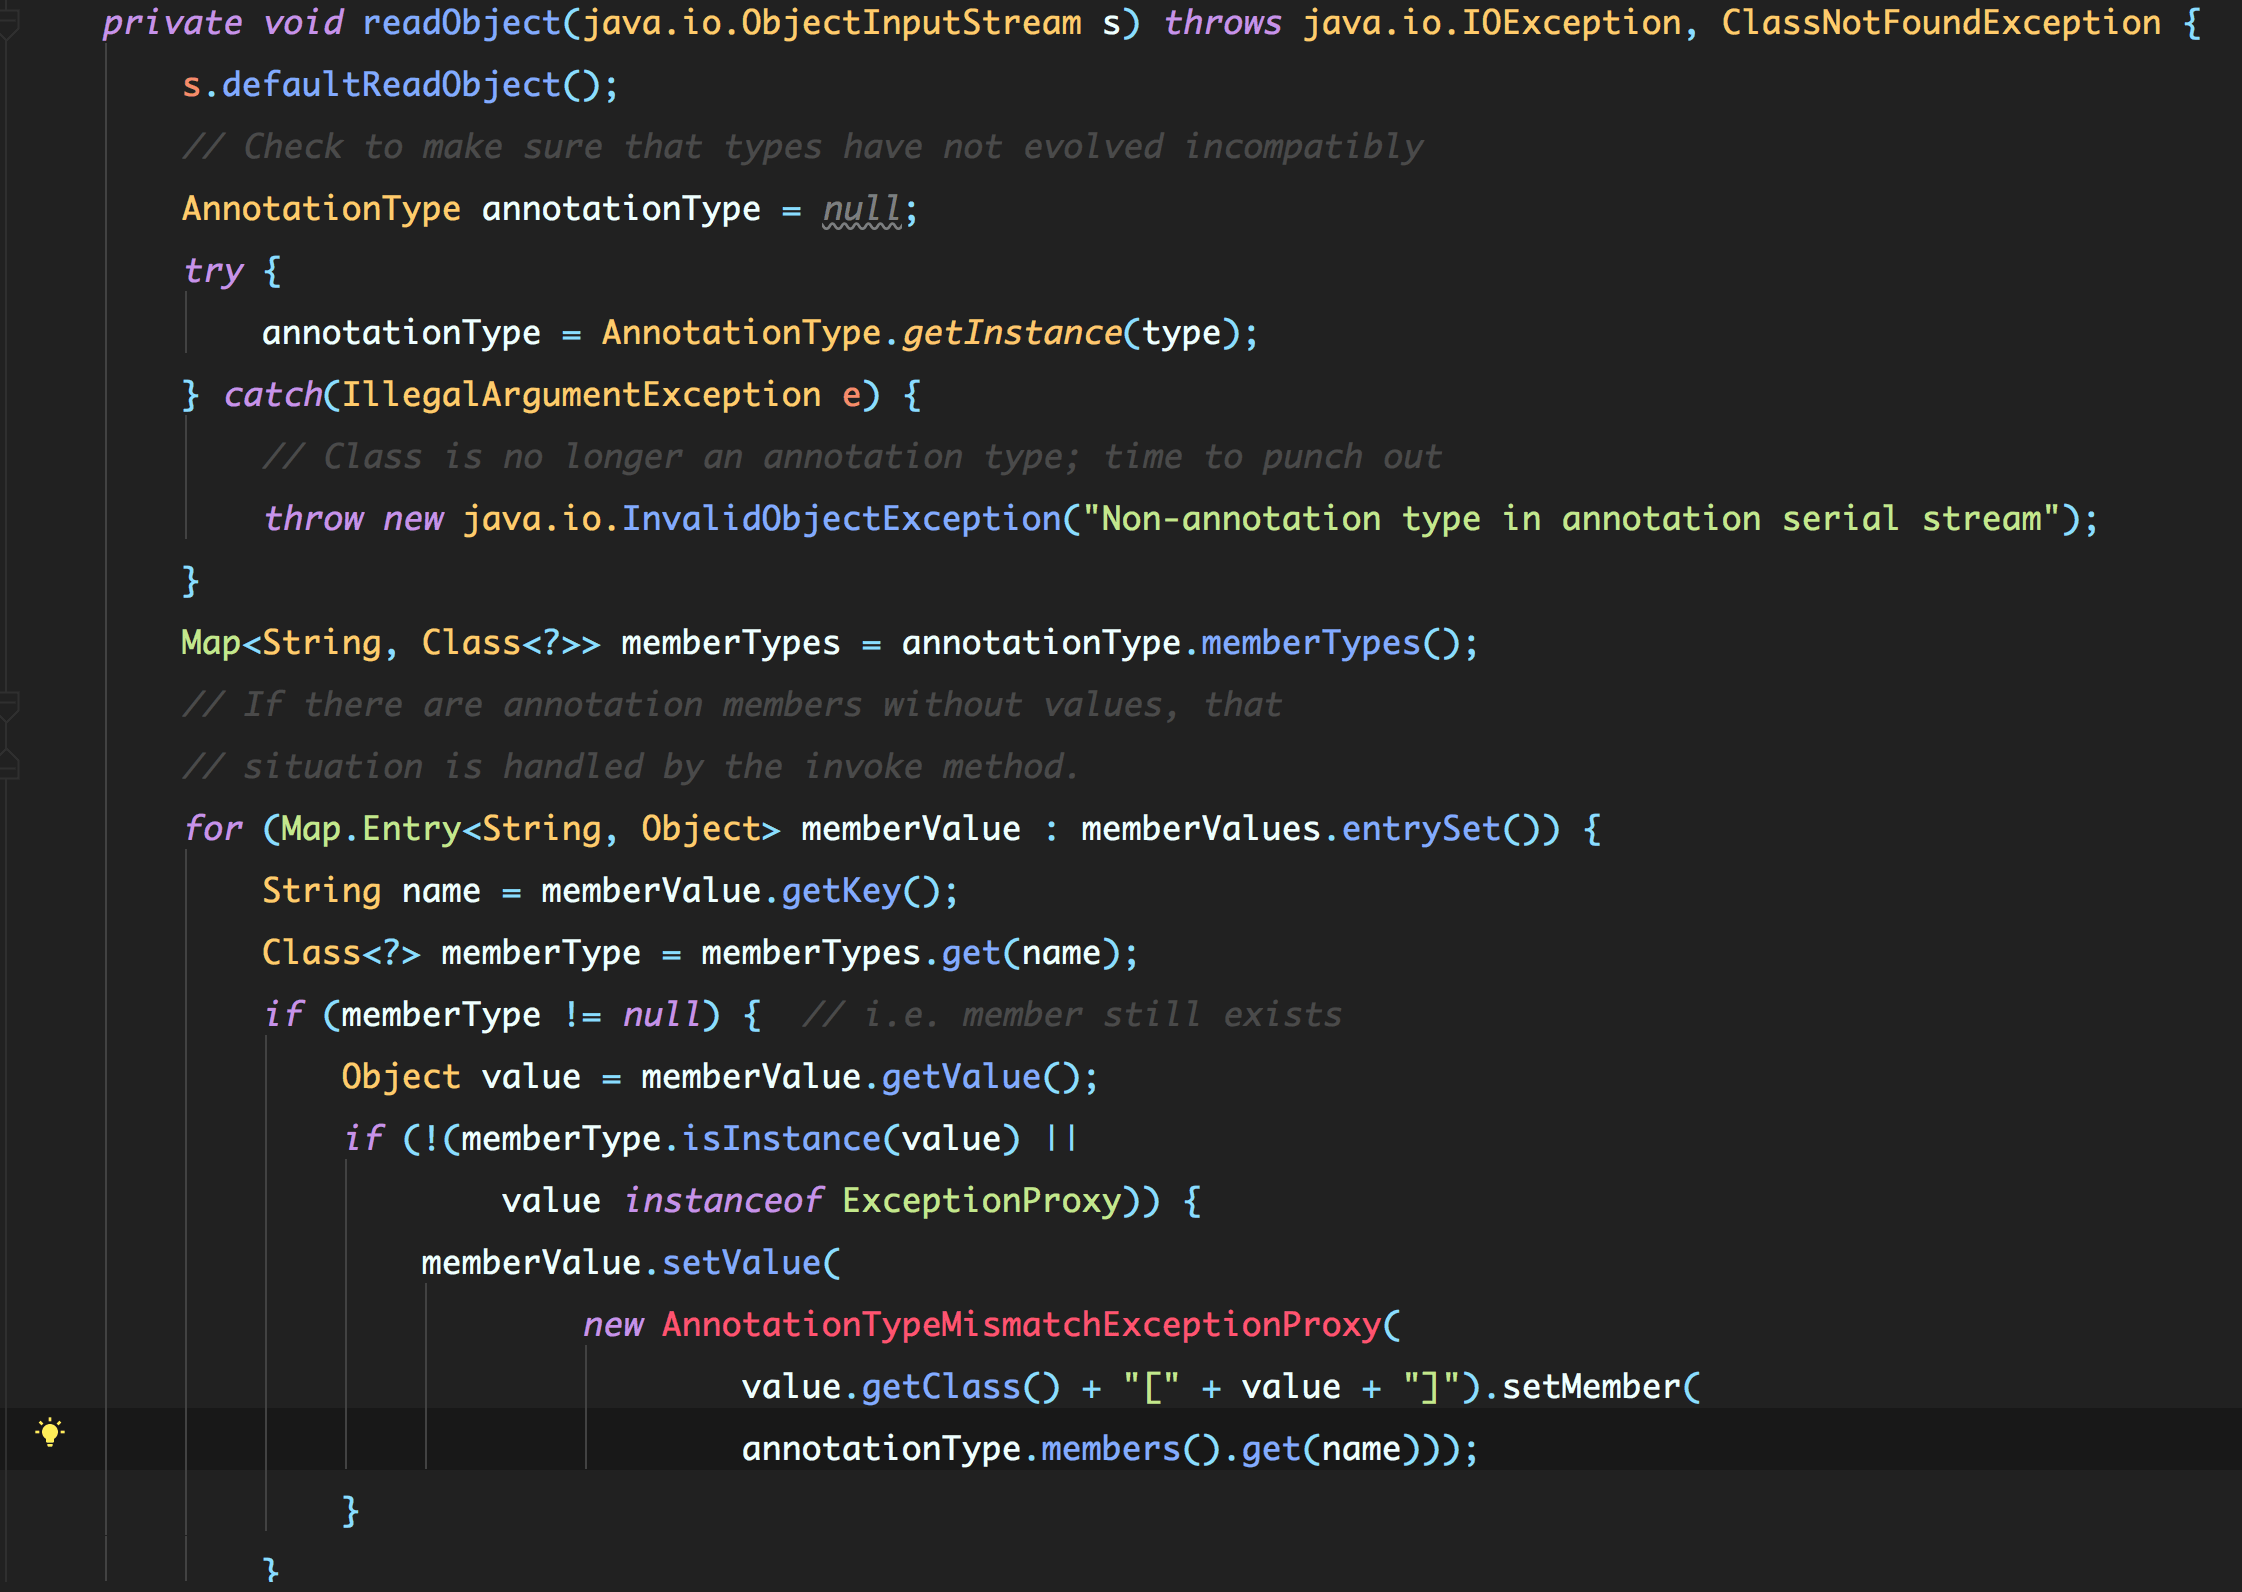 private void readObject(java.io.ObjectInputStream s) throws java.io.IOException, ClassNotFoundException {
s.defaultReadObject();
// Check to make sure that types have not evolved incompatibly
AnnotationType annotationType = null;
try {
annotationType = AnnotationType.getInstance(type);
} catch(IllegalArgumentException e) {
// Class is no longer an annotation type; time to punch out
throw new java.io.InvalidObjectException("Non-annotation type in annotation serial stream");
}
Map<String, Class<?>> memberTypes = annotationType.memberTypes();
// If there are annotation members without values, that
// situation is handled by the invoke method.
for (Map.Entry<String, Object> memberValue : memberValues.entrySet()) {
String name = memberValue.getKey();
Class<?> memberType = memberTypes.get(name);
if (memberType != null) {  // i.e. member still exists
Object value = memberValue.getValue();
if (!(memberType.isInstance(value) ||
value instanceof ExceptionProxy)) {
memberValue.setValue(
new AnnotationTypeMismatchExceptionProxy(
value.getClass() + "[" + value + "]").setMember(
annotationType.members().get(name)));
}
}